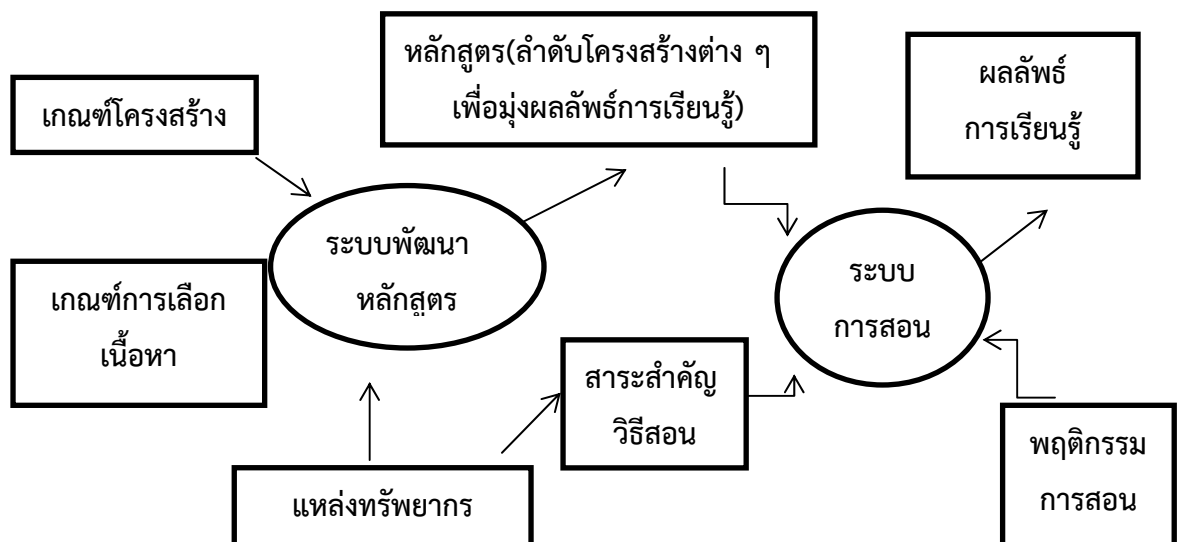 หลักสูตร(ลำดับโครงสร้างต่าง ๆ
เพื่อมุ่งผลลัพธ์การเรียนรู้)
ผลลัพธ์
การเรียนรู้
เกณฑ์โครงสร้าง
ระบบพัฒนา
หลักสูตร
ระบบ
การสอน
เกณฑ์การเลือก
เนื้อหา
สาระสำคัญ
วิธีสอน
พฤติกรรม
การสอน
แหล่งทรัพยากร